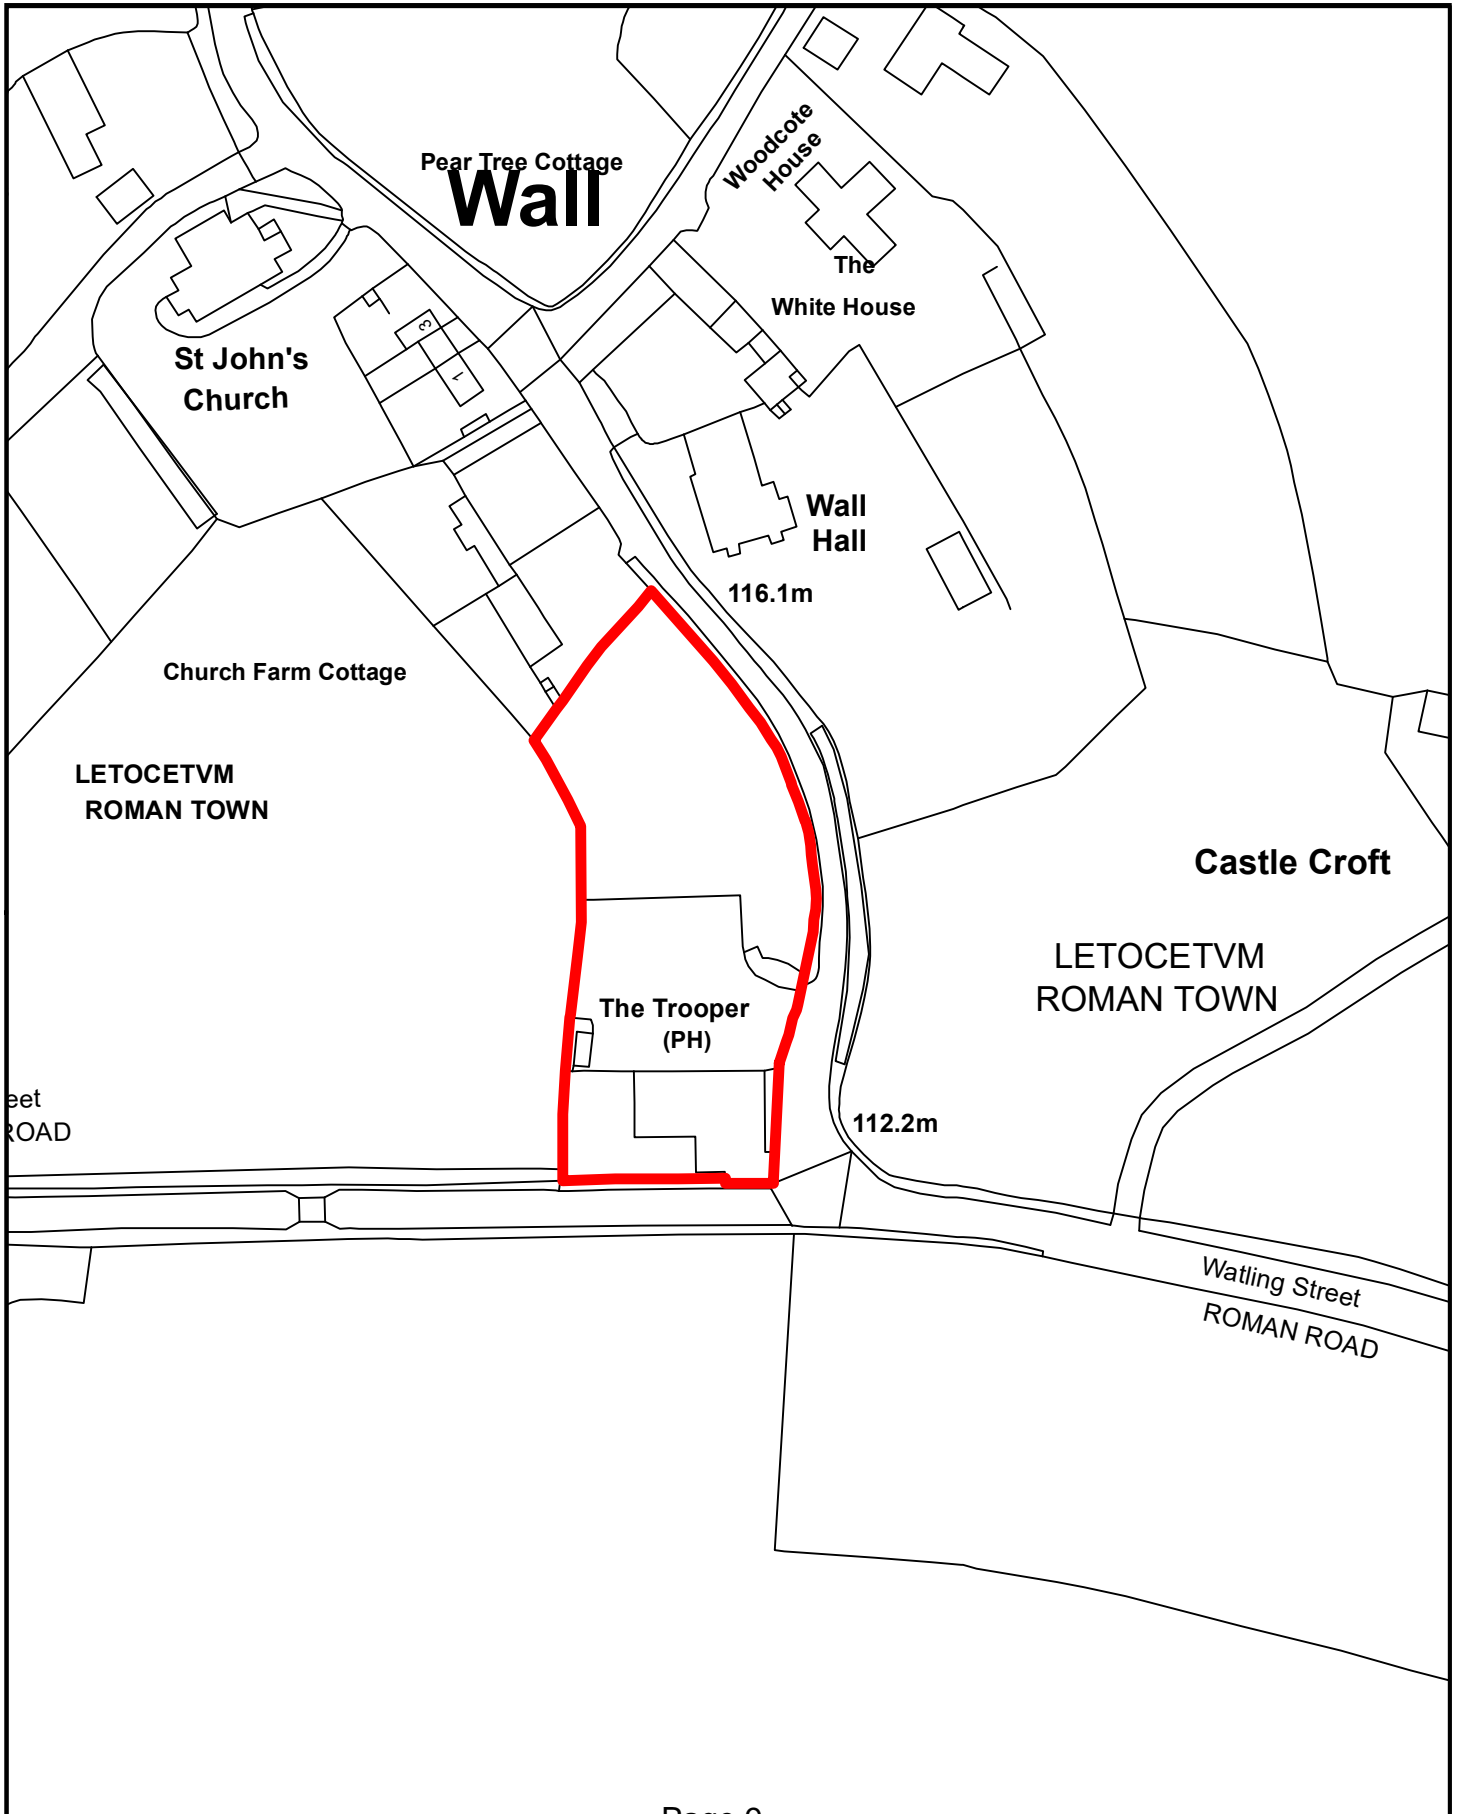 Pear Tree Cottage
Wall
Woodcote
House
The
White House
3
1
St John's
Church
Wall
Hall
116.1m
Church Farm Cottage
LETOCETVM
ROMAN TOWN
Castle Croft
LETOCETVM
ROMAN TOWN
The Trooper
(PH)
eet
ROAD
112.2m
Watling Street
ROMAN ROAD
Page